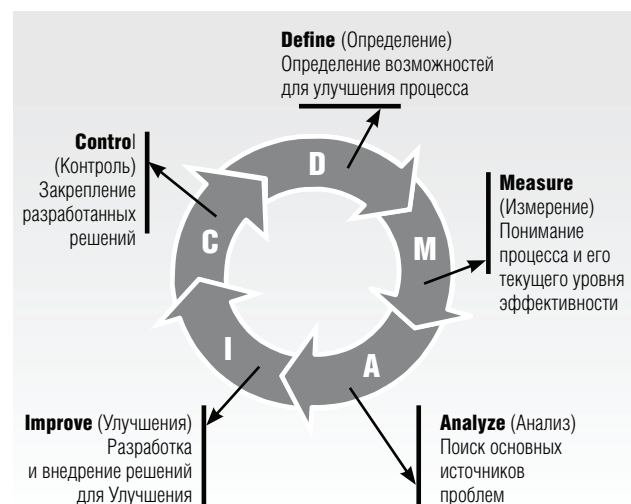 Define (Определение)
Определение возможностей
для улучшения процесса
D
Measure
(Измерение)
Понимание
процесса и его
текущего уровня
эффективности
M
Analyze (Анализ)
Поиск основных
источников
проблем
A
Improve (Улучшения)
Разработка
и внедрение решений
для Улучшения
I
Control
(Контроль)
Закрепление
разработанных
решений
C